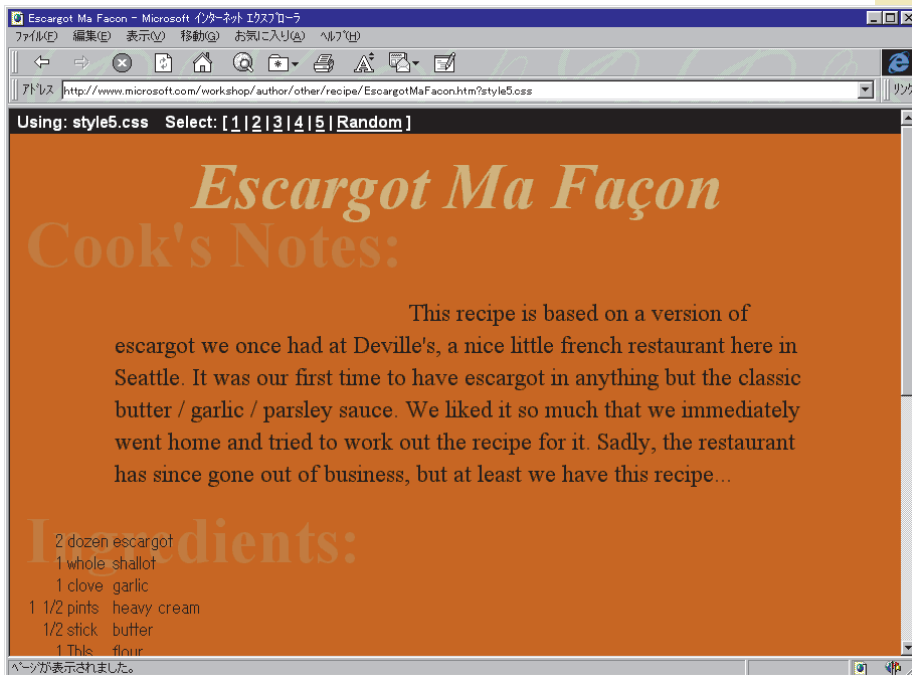 Escargot Ma Facon - Microsoft インターネット エクスプローラ
ファイル(F) 編集(E) 表示(V) 移動(G) お気に入り(A) ヘルプ(H)
アドレス http://www.microsoft.com/workshop/author/other/recipe/EscargotMaFacon.htm?style5.css リンク
Using: style5.css Select: [ 1 | 2 | 3 | 4 | 5 | Random ]
Escargot Ma Façon
Cook's Notes:
This recipe is based on a version of
escargot we once had at Deville's, a nice little french restaurant here in
Seattle. It was our first time to have escargot in anything but the classic
butter / garlic / parsley sauce. We liked it so much that we immediately
went home and tried to work out the recipe for it. Sadly, the restaurant
has since gone out of business, but at least we have this recipe...
Ingredients:
2 dozen escargot
1 whole shallot
1 clove garlic
1 1/2 pints heavy cream
1/2 stick butter
1 Tbls flour
ページが表示されました。